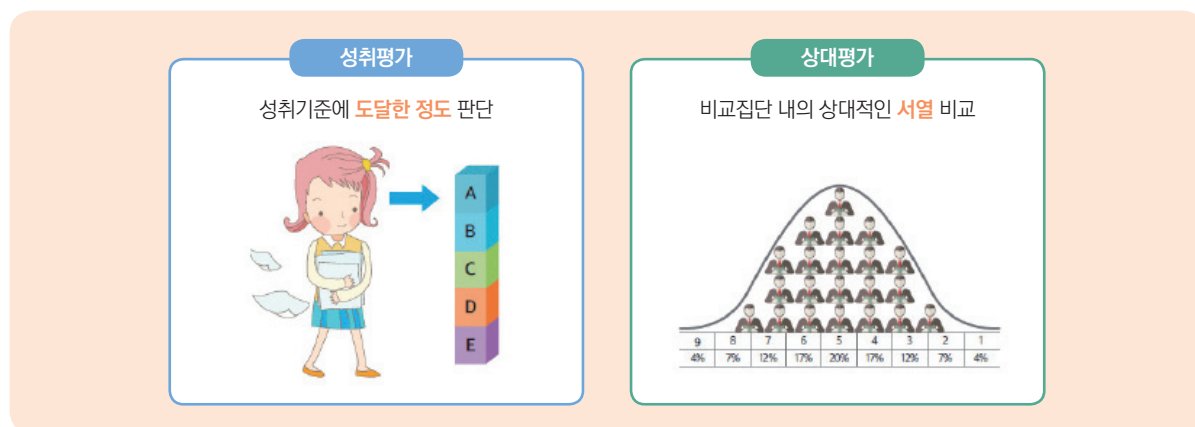 성취평가
성취기준에 도달한 정도 판단
A
B
C
D
E
상대평가
비교집단 내의 상대적인 서열 비교
9 8 7 6 5 4 3 2 1
4% 7% 12% 17% 20% 17% 12% 7% 4%